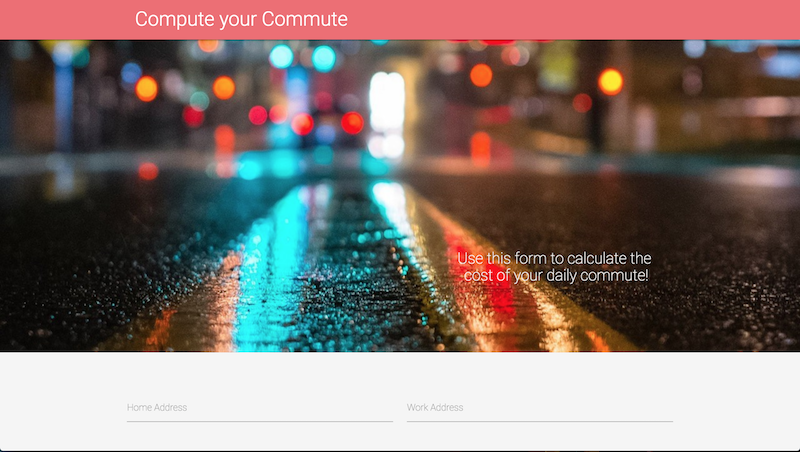 Compute your Commute
Use this form to calculate the
cost of your daily commute!
Home Address
Work Address